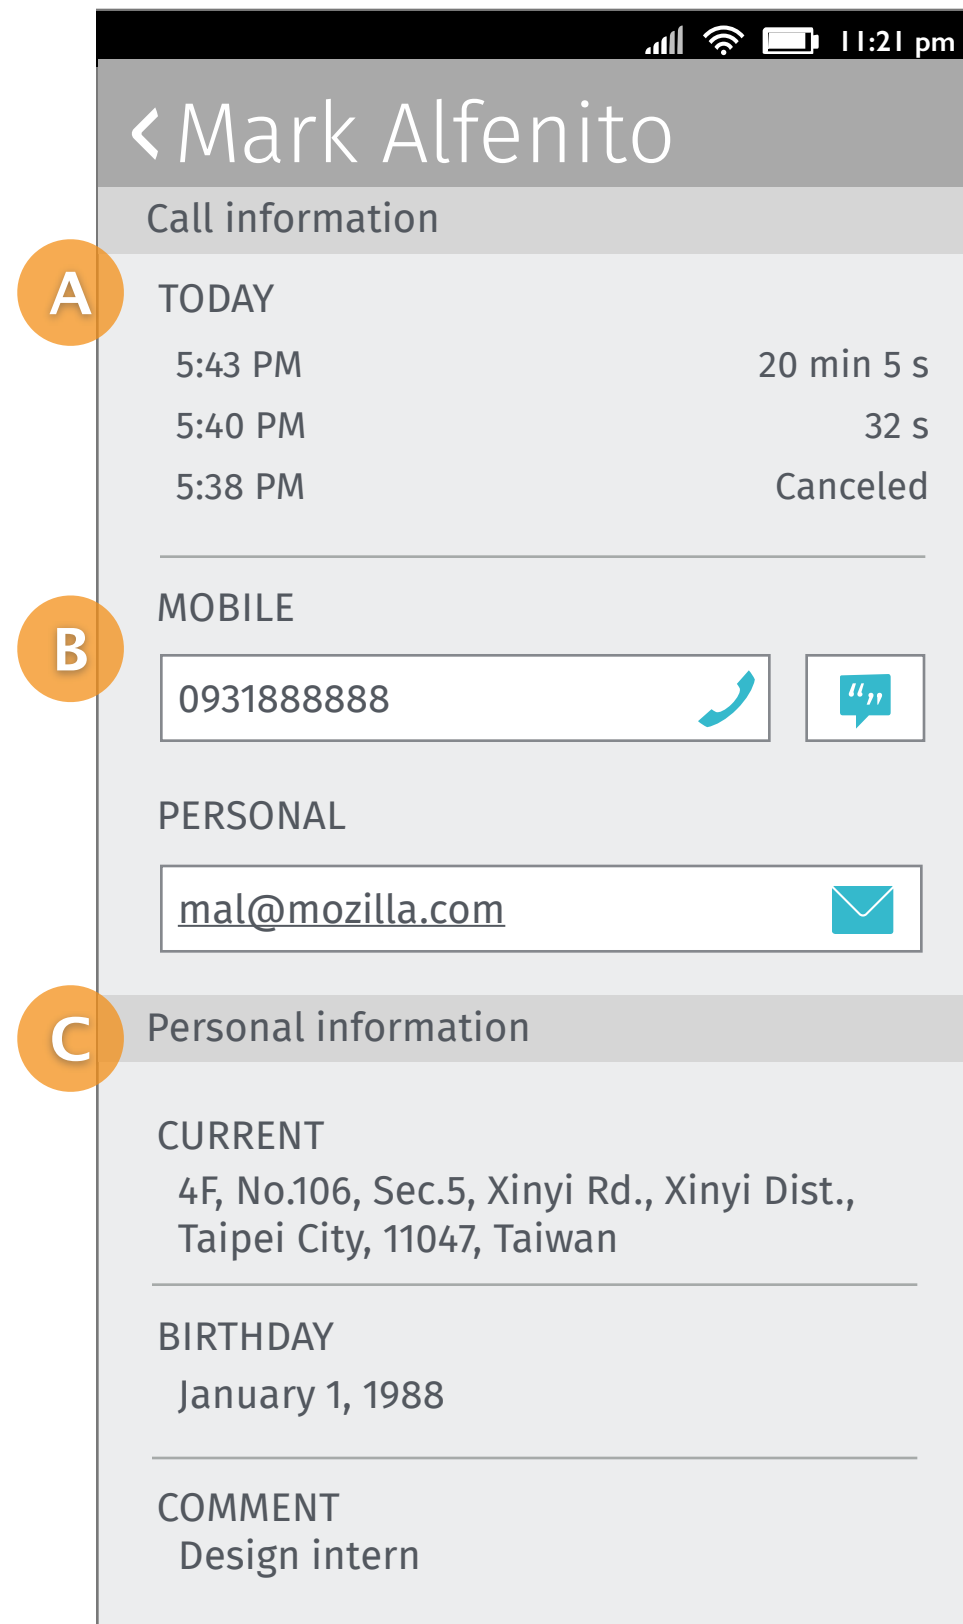 11:21 pm
Mark Alfenito
Call information
A
TODAY
5:43 PM 20 min 5 s
5:40 PM 32 s
5:38 PM Canceled
MOBILE
B
0931888888
PERSONAL
mal@mozilla.com
C
Personal information
CURRENT
4F, No.106, Sec.5, Xinyi Rd., Xinyi Dist.,
Taipei City, 11047, Taiwan
BIRTHDAY
January 1, 1988
COMMENT
Design intern